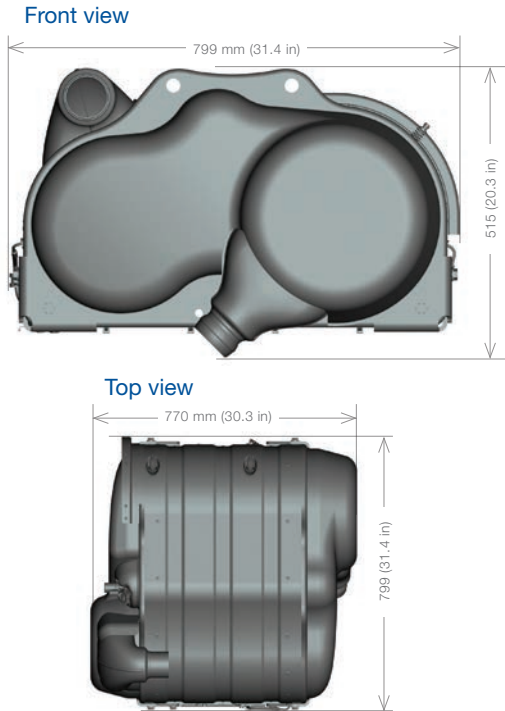 Front view
799 mm (31.4 in)
515 (20.3 in)
Top view
770 mm (30.3 in)
799 (31.4 in)